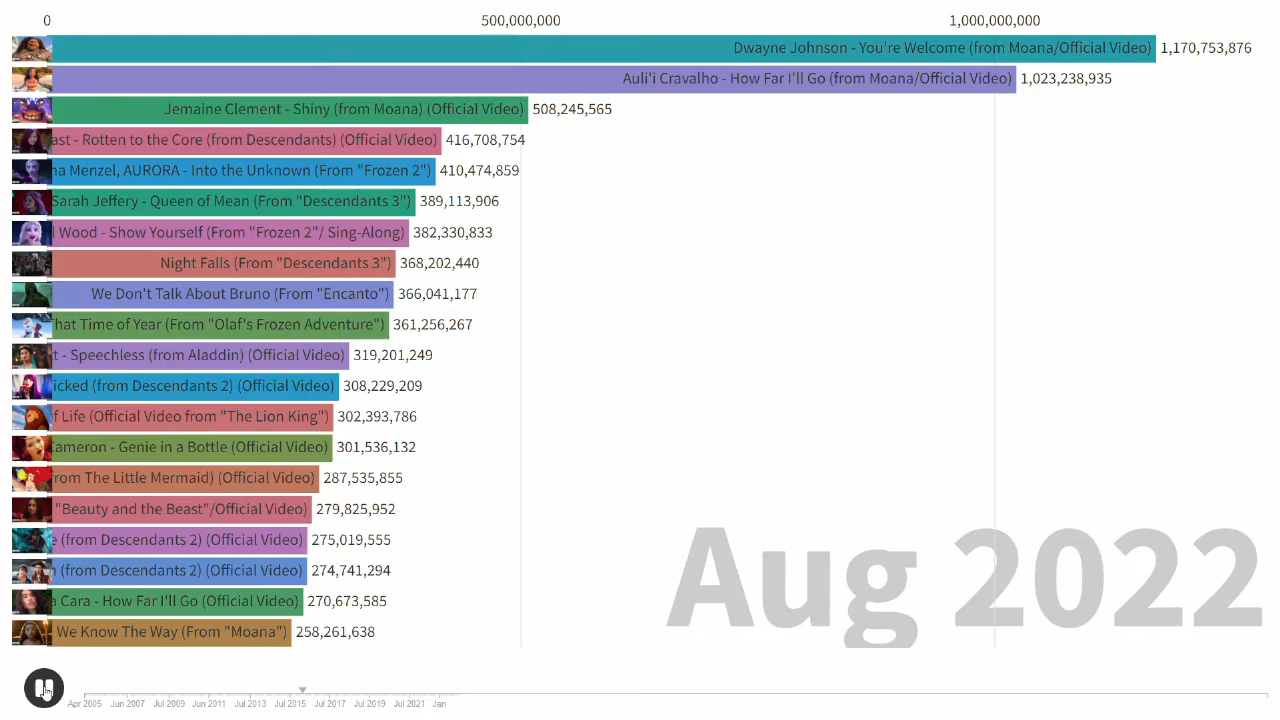 0 500,000,000 1,000,000,000
Dwayne Johnson - You're Welcome (from Moana/Official Video) 1,170,753,876
Auli'i Cravalho - How Far I'll Go (from Moana/Official Video) 1,023,238,935
Jemaine Clement - Shiny (from Moana) (Official Video) 508,245,565
ast - Rotten to the Core (from Descendants) (Official Video) 416,708,754
na Menzel, AURORA - Into the Unknown (From "Frozen 2") 410,474,859
Sarah Jeffery - Queen of Mean (From "Descendants 3") 389,113,906
l Wood - Show Yourself (From "Frozen 2"/ Sing-Along) 382,330,833
Night Falls (From "Descendants 3") 368,202,440
We Don't Talk About Bruno (From "Encanto") 366,041,177
That Time of Year (From "Olaf's Frozen Adventure") 361,256,267
t - Speechless (from Aladdin) (Official Video) 319,201,249
icked (from Descendants 2) (Official Video) 308,229,209
f Life (Official Video from "The Lion King") 302,393,786
Cameron - Genie in a Bottle (Official Video) 301,536,132
from The Little Mermaid) (Official Video) 287,535,855
"Beauty and the Beast"/Official Video) 279,825,952
e (from Descendants 2) (Official Video) 275,019,555
n (from Descendants 2) (Official Video) 274,741,294
a Cara - How Far I'll Go (Official Video) 270,673,585
We Know The Way (From "Moana") 258,261,638
Aug 2022
Apr 2005 Jun 2007 Jul 2009 Jun 2011 Jul 2013 Jul 2015 Jul 2017 Jul 2019 Jul 2021 Jan